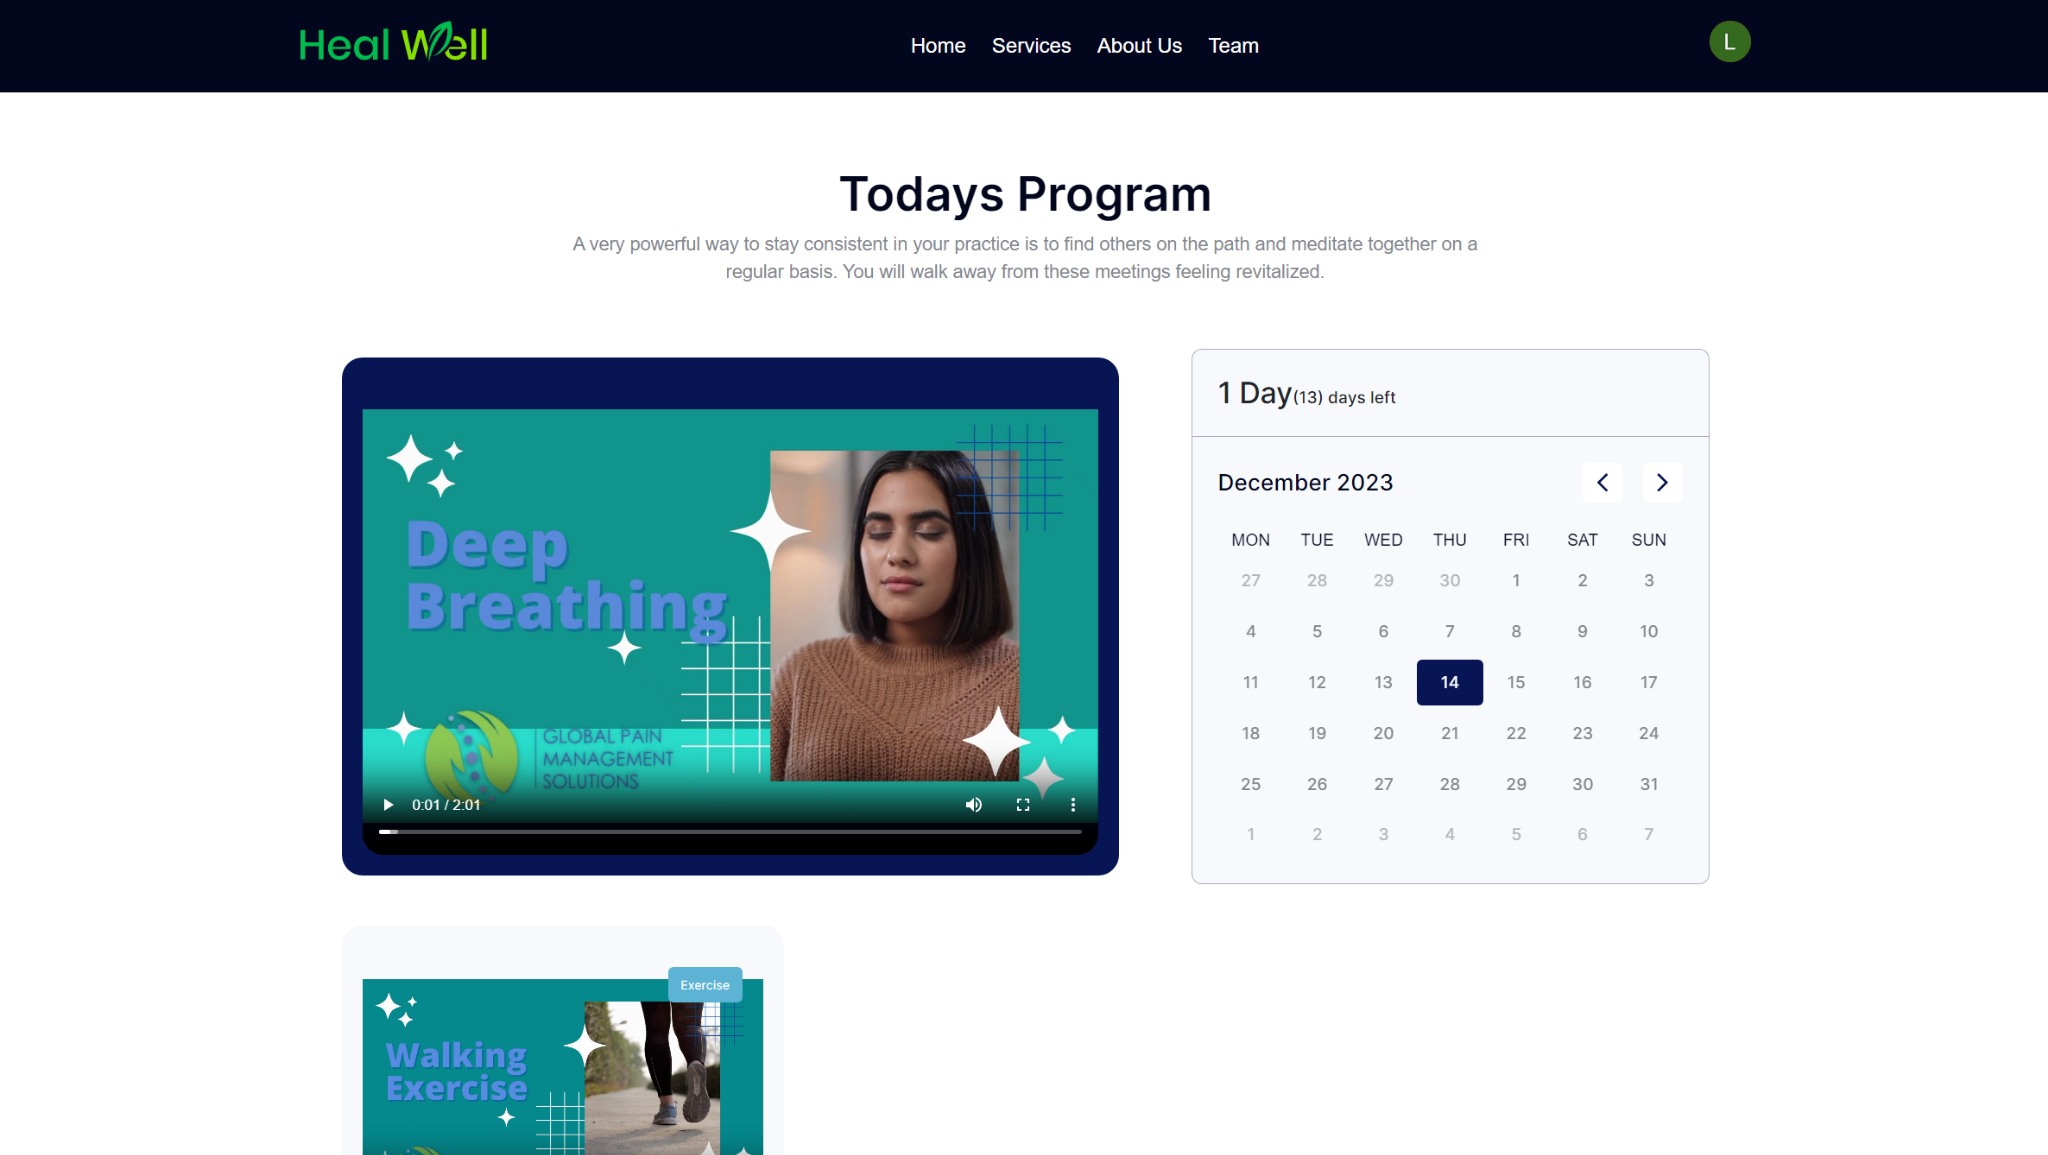 Heal Well
Home Services About Us Team
L
Todays Program
A very powerful way to stay consistent in your practice is to find others on the path and meditate together on a
regular basis. You will walk away from these meetings feeling revitalized.
Deep
Breathing
GLOBAL PAIN
MANAGEMENT
SOLUTIONS
0:01 / 2:01
1 Day(13) days left
December 2023
MON TUE WED THU FRI SAT SUN
27 28 29 30 1 2 3
4 5 6 7 8 9 10
11 12 13 14 15 16 17
18 19 20 21 22 23 24
25 26 27 28 29 30 31
1 2 3 4 5 6 7
Exercise
Walking
Exercise